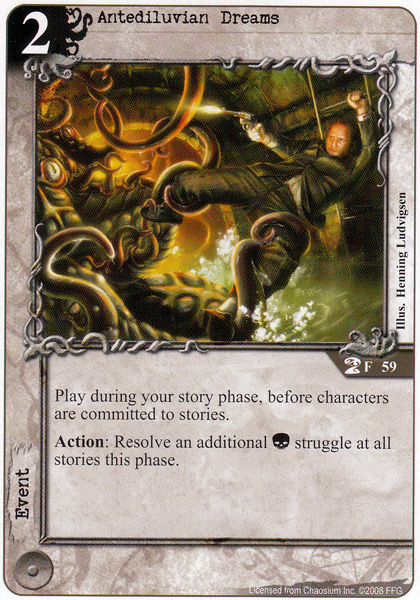 2
Antediluvian Dreams
Illus. Henning Ludvigsen
F 59
Play during your story phase, before characters
are committed to stories.
Action: Resolve an additional struggle at all
stories this phase.
Event
Licensed from Chaosium Inc. ©2008 FFG